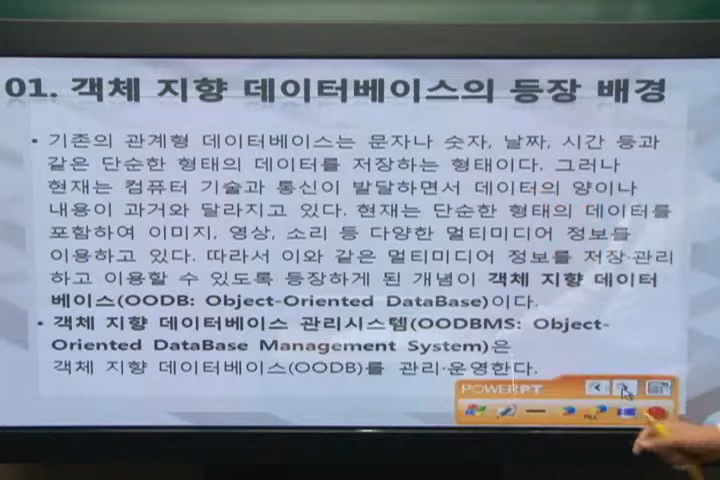 01. 객체 지향 데이터베이스의 등장 배경
• 기존의 관계형 데이터베이스는 문자나 숫자, 날짜, 시간 등과
같은 단순한 형태의 데이터를 저장하는 형태이다. 그러나
현재는 컴퓨터 기술과 통신이 발달하면서 데이터의 양이나
내용이 과거와 달라지고 있다. 현재는 단순한 형태의 데이터를
포함하여 이미지, 영상, 소리 등 다양한 멀티미디어 정보를
이용하고 있다. 따라서 이와 같은 멀티미디어 정보를 저장·관리
하고 이용할 수 있도록 등장하게 된 개념이 객체 지향 데이터
베이스(OODB: Object-Oriented DataBase)이다.
• 객체 지향 데이터베이스 관리시스템(OODBMS: Object-
Oriented DataBase Management System)은
객체 지향 데이터베이스(OODB)를 관리·운영한다.
POWERPT